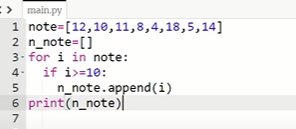 main.py
1 note=[12,10,11,8,4,18,5,14]
2 n_note=[]
3 for i in note:
4   if i>=10:
5     n_note.append(i)
6 print(n_note)
7